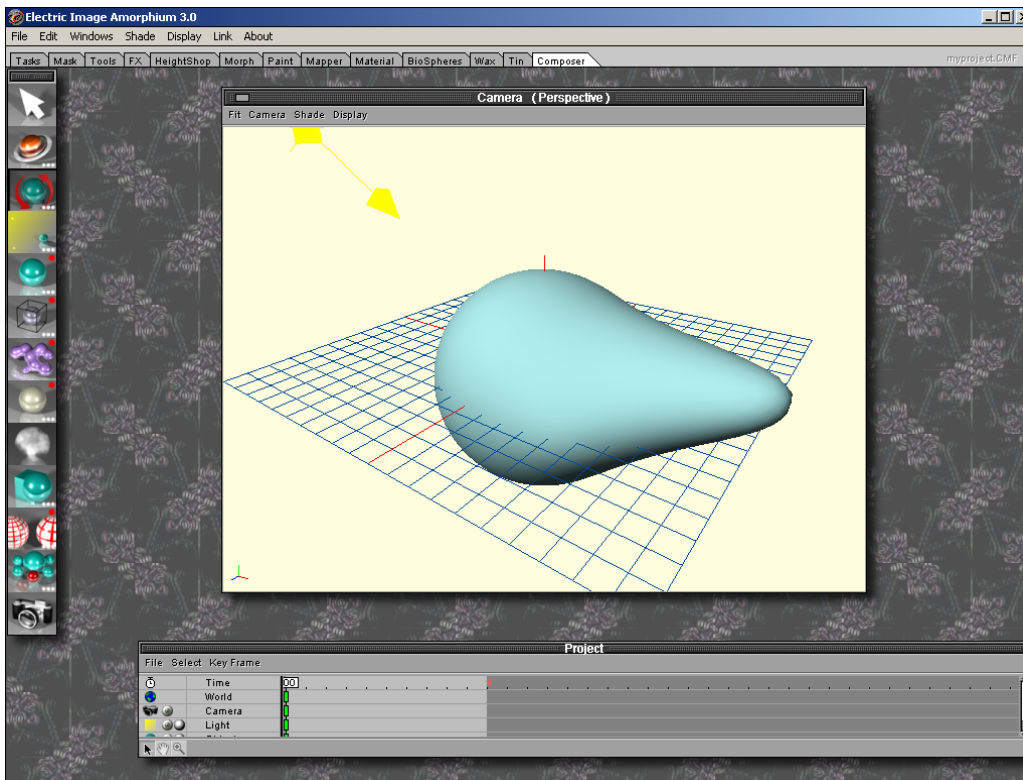 Electric Image Amorphium 3.0
File Edit Windows Shade Display Link About
Tasks Mask Tools FX HeightShop Morph Paint Mapper Material BioSpheres Wax Tin Composer myproject.CMF
Camera (Perspective)
Fit Camera Shade Display
Project
File Select Key Frame
Time 00
World
Camera
Light